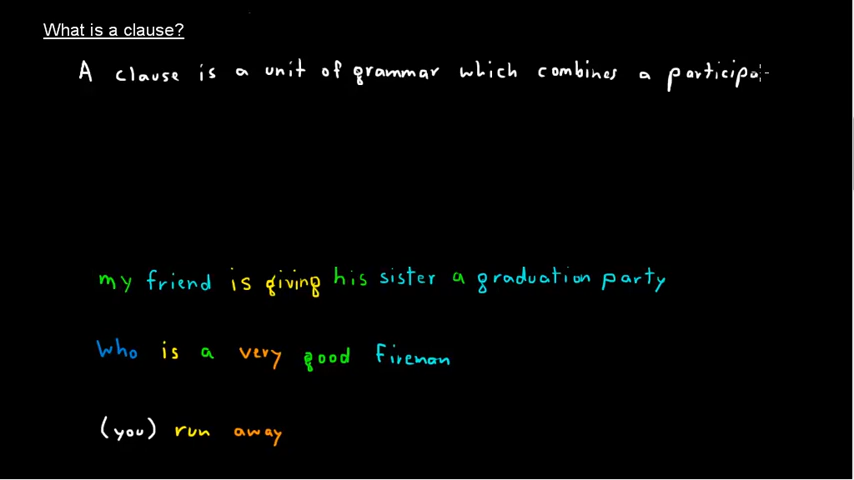 What is a clause?
A clause is a unit of grammar which combines a participa
my friend is giving his sister a graduation party
who is a very good fireman
(you) run away